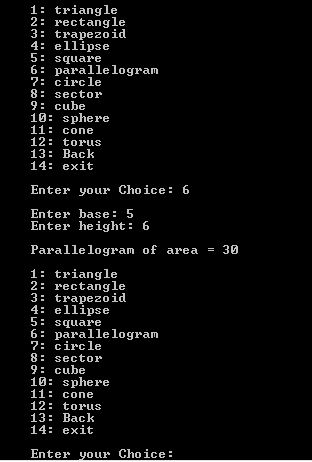 1: triangle
2: rectangle
3: trapezoid
4: ellipse
5: square
6: parallelogram
7: circle
8: sector
9: cube
10: sphere
11: cone
12: torus
13: Back
14: exit
Enter your Choice: 6
Enter base: 5
Enter height: 6
Parallelogram of area = 30
1: triangle
2: rectangle
3: trapezoid
4: ellipse
5: square
6: parallelogram
7: circle
8: sector
9: cube
10: sphere
11: cone
12: torus
13: Back
14: exit
Enter your Choice: